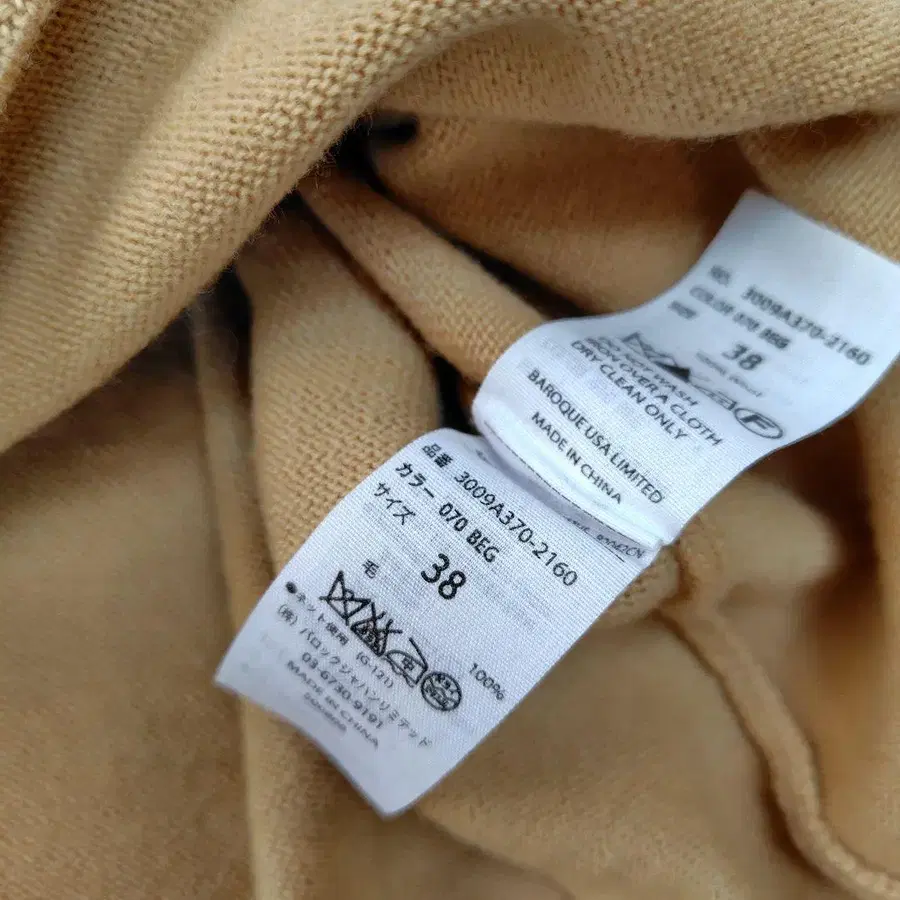 NO. 3009A370-2160
COLOR 070 BEG
SIZE
38
DO NOT WASH
IRON OVER A CLOTH
DRY CLEAN ONLY
BAROQUE USA LIMITED
MADE IN CHINA
品番 3009A370-2160
カラー 070 BEG
サイズ
38
毛 100%
●ネット使用 (G-121)
(株) バロックジャパンリミテッド
03-6730-9191
MADE IN CHINA